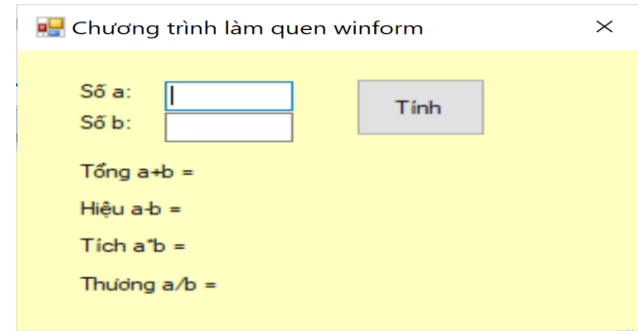 Chương trình làm quen winform
Số a:
Tính
Số b:
Tổng a+b =
Hiệu a-b =
Tích a*b =
Thương a/b =